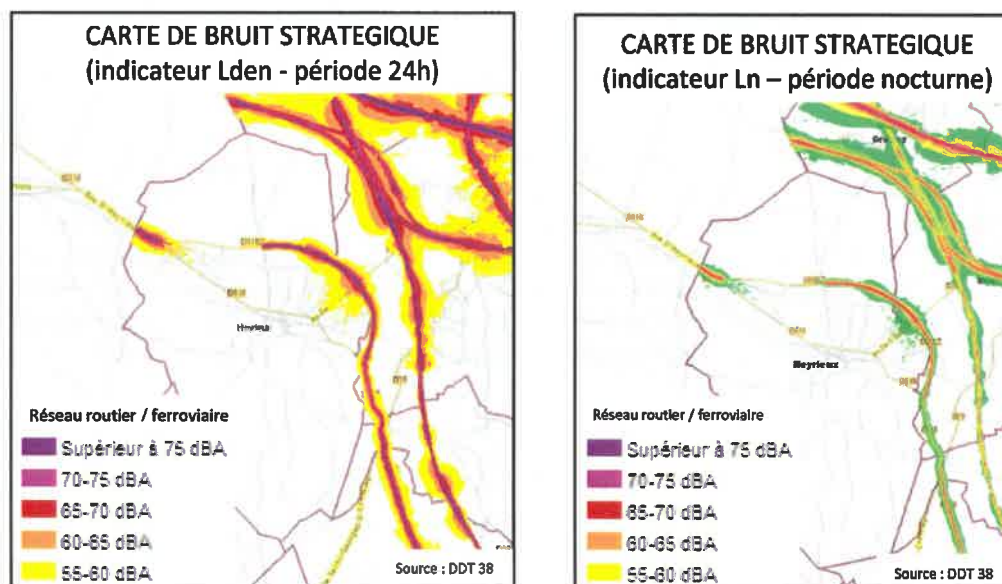 CARTE DE BRUIT STRATEGIQUE
(indicateur Lden - période 24h)
Réseau routier / ferroviaire
Supérieur à 75 dBA
70-75 dBA
65-70 dBA
60-65 dBA
55-60 dBA
Source : DDT 38
CARTE DE BRUIT STRATEGIQUE
(indicateur Ln – période nocturne)
Heyrieux
Réseau routier / ferroviaire
Supérieur à 75 dBA
70-75 dBA
65-70 dBA
60-65 dBA
55-60 dBA
Source : DDT 38